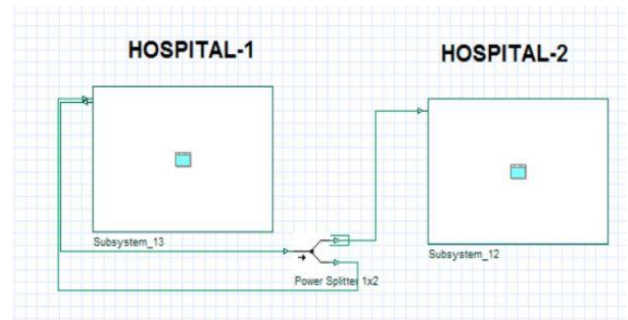 HOSPITAL-1
HOSPITAL-2
Subsystem_13
Subsystem_12
Power Splitter 1x2